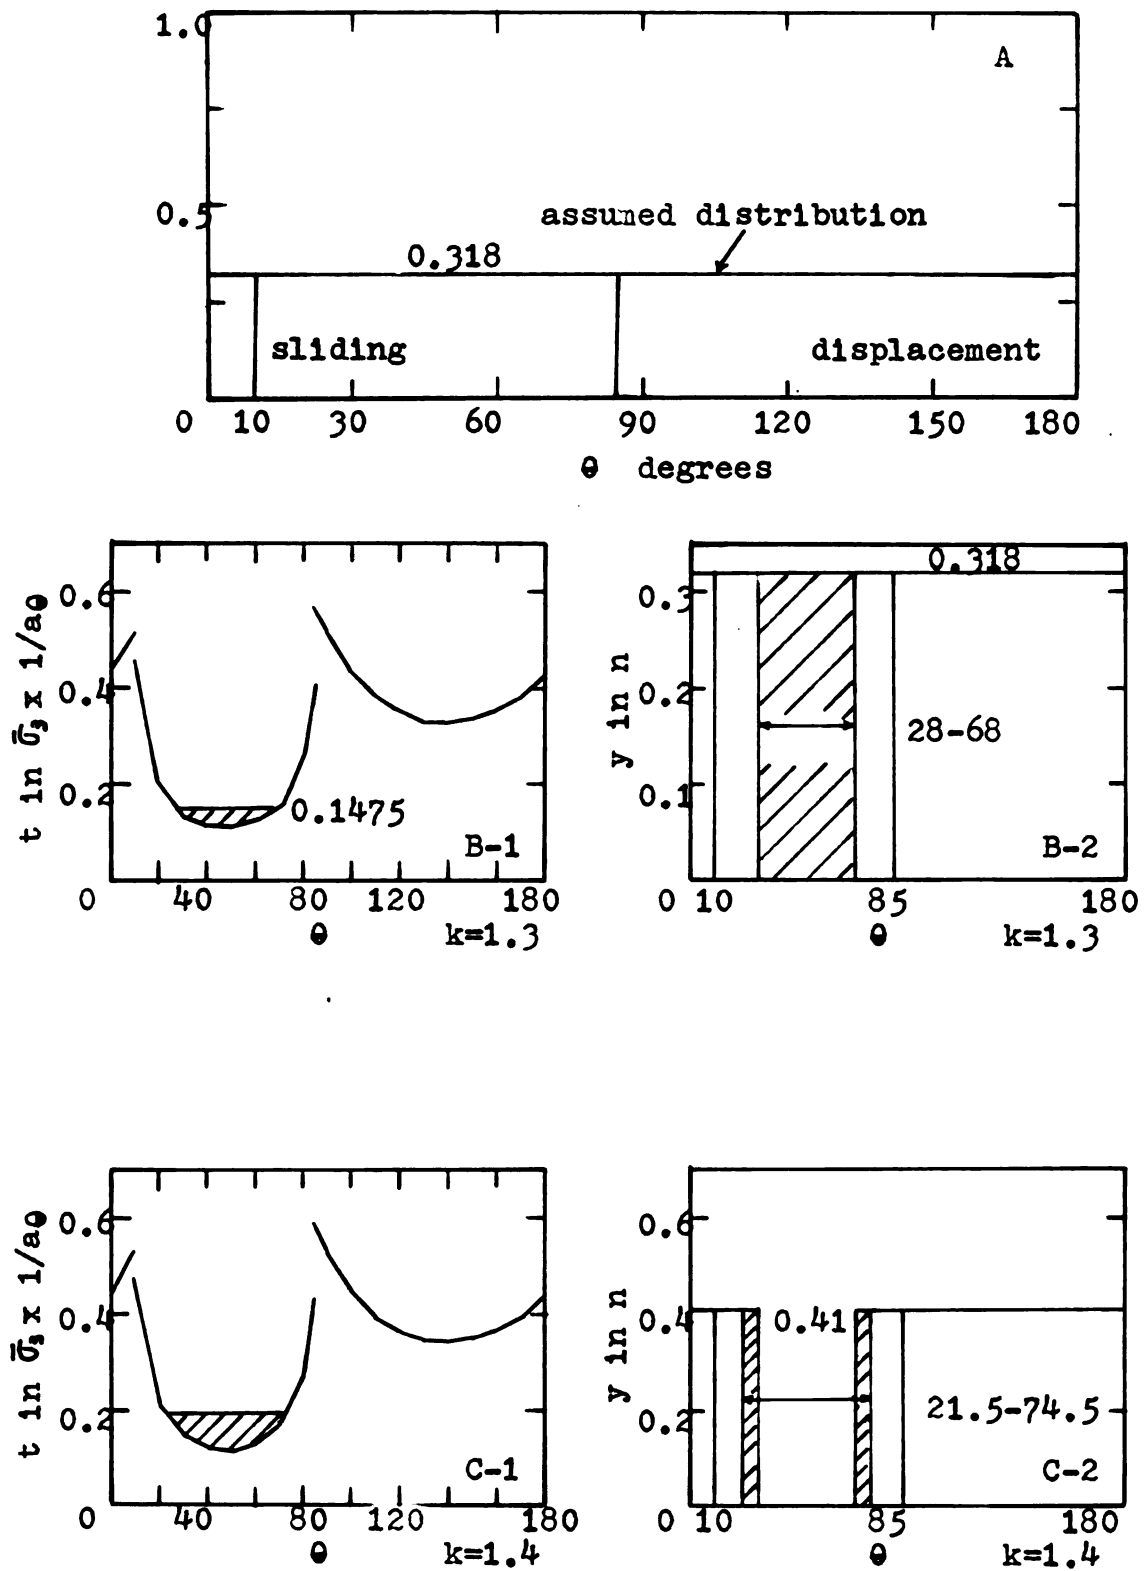 1.0
A
0.5
assumed distribution
0.318
sliding
displacement
0 10 30 60 90 120 150 180
θ degrees
t in σ̄₃ x 1/aθ
0.6
0.4
0.2
0.1475
B-1
0 40 80 120 180
θ k=1.3
y in n
0.318
0.3
0.2
0.1
28-68
B-2
0 10 85 180
θ k=1.3
t in σ̄₃ x 1/aθ
0.6
0.4
0.2
C-1
0 40 80 120 180
θ k=1.4
y in n
0.6
0.4
0.2
0.41
21.5-74.5
C-2
0 10 85 180
θ k=1.4